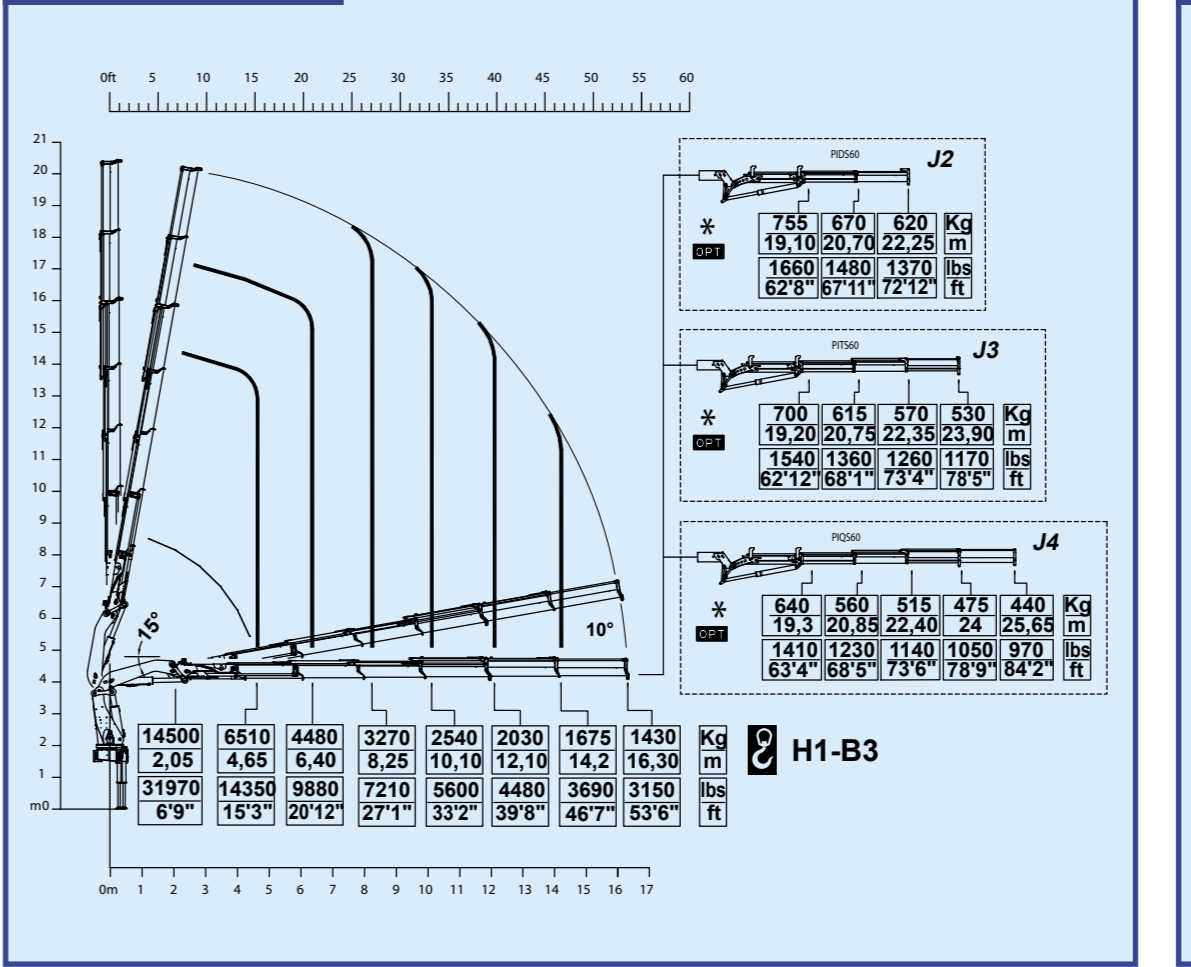 0ft 5 10 15 20 25 30 35 40 45 50 55 60
21
20
19
18
17
16
15
14
13
12
11
10
9
8
7
6
5
4
3
2
1
m0
15°
10°
PIDS60 J2
*
OPT
755 670 620 Kg
19,10 20,70 22,25 m
1660 1480 1370 lbs
62'8" 67'11" 72'12" ft
PITS60 J3
*
OPT
700 615 570 530 Kg
19,20 20,75 22,35 23,90 m
1540 1360 1260 1170 lbs
62'12" 68'1" 73'4" 78'5" ft
PIQS60 J4
*
OPT
640 560 515 475 440 Kg
19,3 20,85 22,40 24 25,65 m
1410 1230 1140 1050 970 lbs
63'4" 68'5" 73'6" 78'9" 84'2" ft
14500 6510 4480 3270 2540 2030 1675 1430 Kg
2,05 4,65 6,40 8,25 10,10 12,10 14,2 16,30 m
31970 14350 9880 7210 5600 4480 3690 3150 lbs
6'9" 15'3" 20'12" 27'1" 33'2" 39'8" 46'7" 53'6" ft
H1-B3
0m 1 2 3 4 5 6 7 8 9 10 11 12 13 14 15 16 17